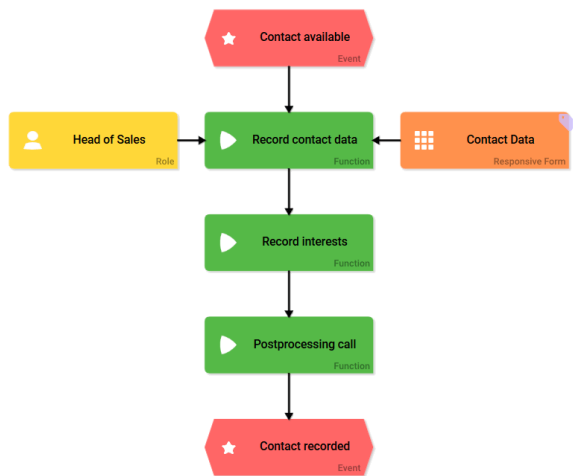 Contact available
Event
Head of Sales
Role
Record contact data
Function
Contact Data
Responsive Form
Record interests
Function
Postprocessing call
Function
Contact recorded
Event